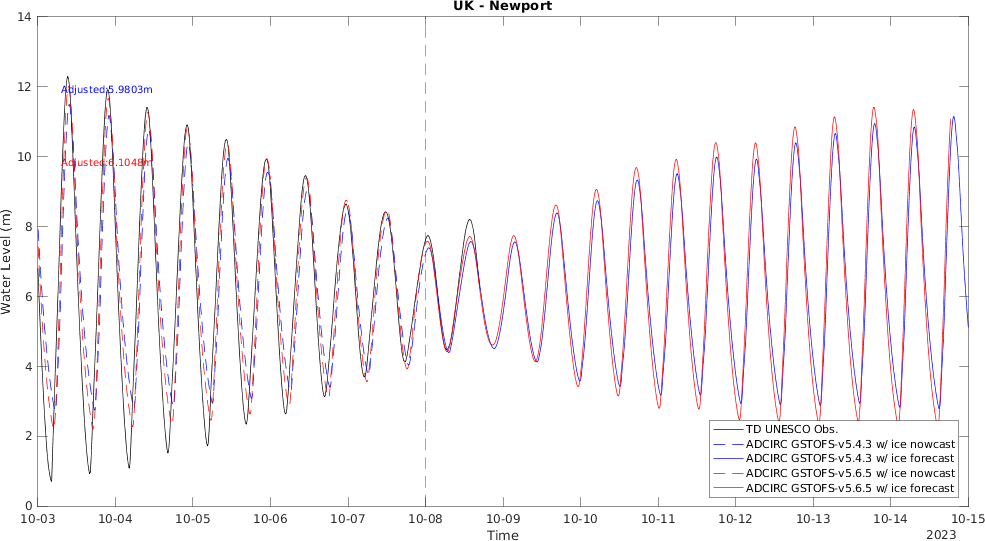 UK - Newport
14
12
10
8
6
4
2
0
Water Level (m)
Adjusted:5.9803m
Adjusted:6.1048m
TD UNESCO Obs.
ADCIRC GSTOFS-v5.4.3 w/ ice nowcast
ADCIRC GSTOFS-v5.4.3 w/ ice forecast
ADCIRC GSTOFS-v5.6.5 w/ ice nowcast
ADCIRC GSTOFS-v5.6.5 w/ ice forecast
10-03 10-04 10-05 10-06 10-07 10-08 10-09 10-10 10-11 10-12 10-13 10-14 10-15
Time
2023